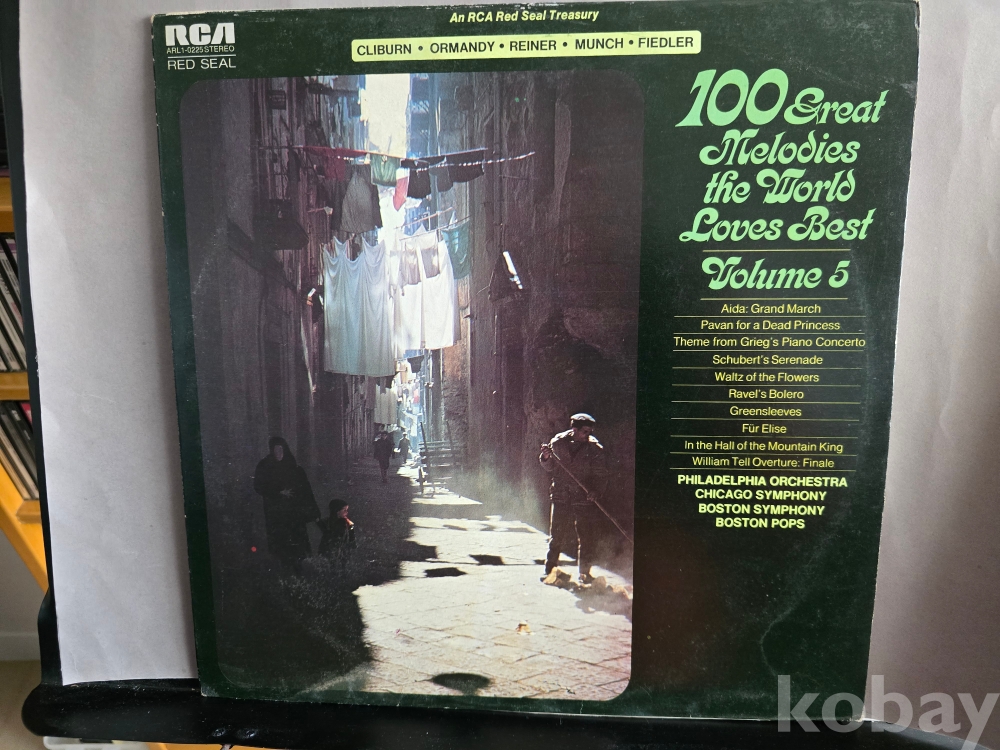 An RCA Red Seal Treasury
RCA
ARL1-0225 STEREO
RED SEAL
CLIBURN • ORMANDY • REINER • MUNCH • FIEDLER
100 Great
Melodies
the World
Loves Best
Volume 5
Aida: Grand March
Pavan for a Dead Princess
Theme from Grieg's Piano Concerto
Schubert's Serenade
Waltz of the Flowers
Ravel's Bolero
Greensleeves
Für Elise
In the Hall of the Mountain King
William Tell Overture: Finale
PHILADELPHIA ORCHESTRA
CHICAGO SYMPHONY
BOSTON SYMPHONY
BOSTON POPS
kobay